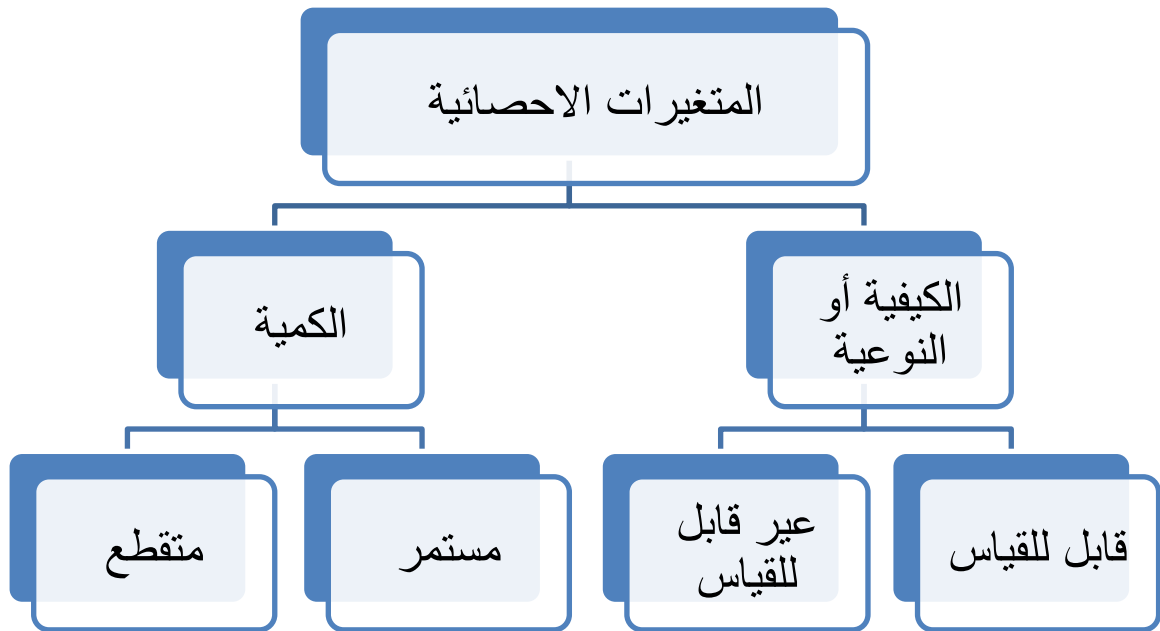 المتغيرات الاحصائية
الكيفية أو
النوعية
الكمية
قابل للقياس
عير قابل
للقياس
مستمر
متقطع